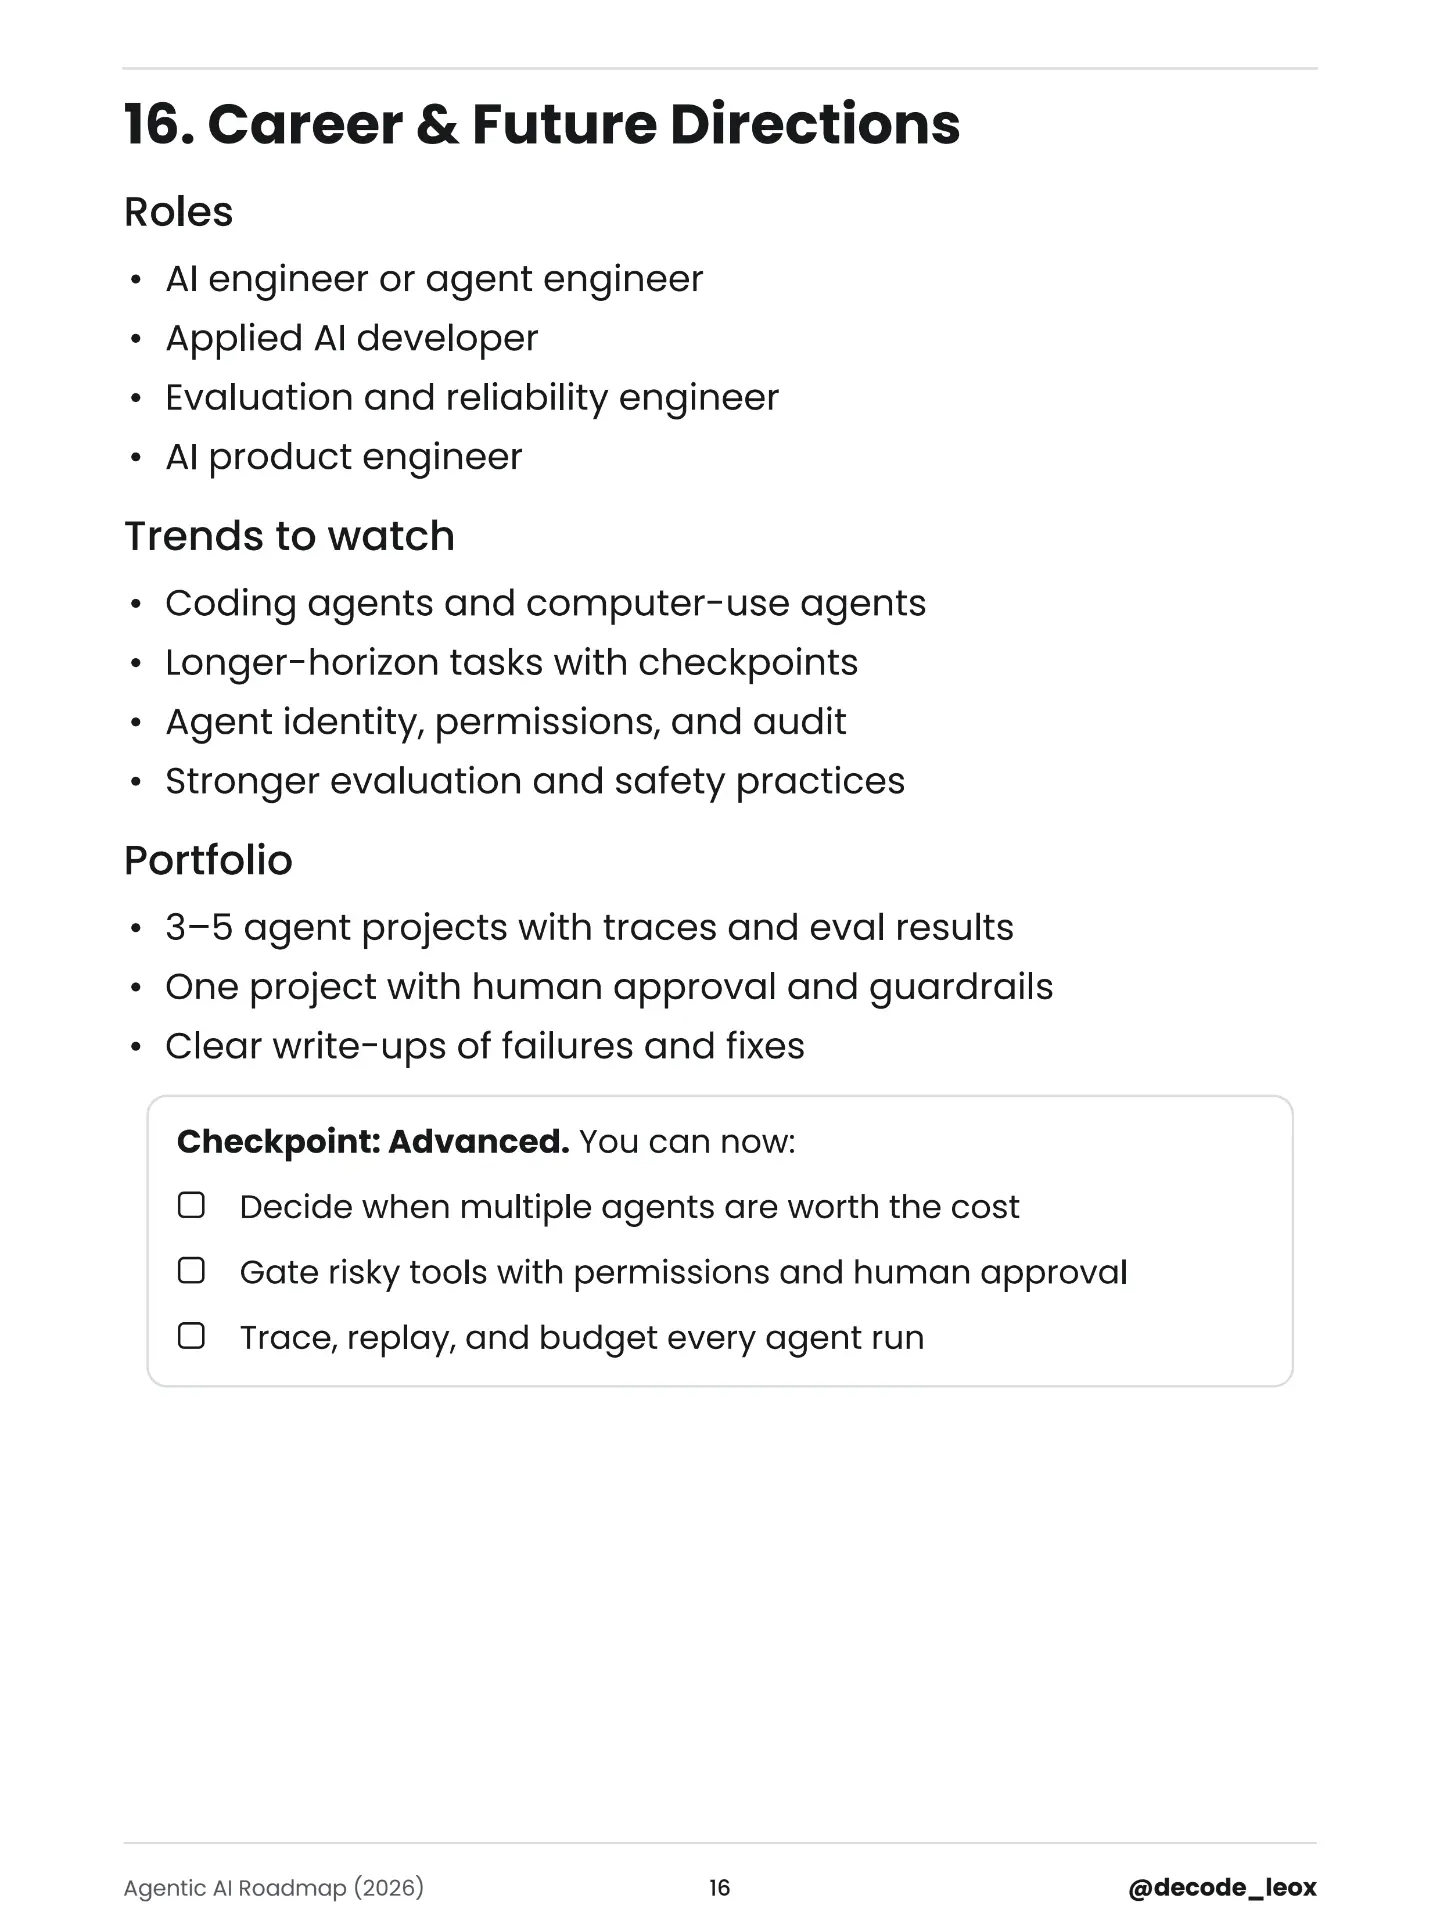 16. Career & Future Directions
Roles
• AI engineer or agent engineer
• Applied AI developer
• Evaluation and reliability engineer
• AI product engineer
Trends to watch
• Coding agents and computer-use agents
• Longer-horizon tasks with checkpoints
• Agent identity, permissions, and audit
• Stronger evaluation and safety practices
Portfolio
• 3–5 agent projects with traces and eval results
• One project with human approval and guardrails
• Clear write-ups of failures and fixes
Checkpoint: Advanced. You can now:
☐ Decide when multiple agents are worth the cost
☐ Gate risky tools with permissions and human approval
☐ Trace, replay, and budget every agent run
Agentic AI Roadmap (2026) 16 @decode_leox